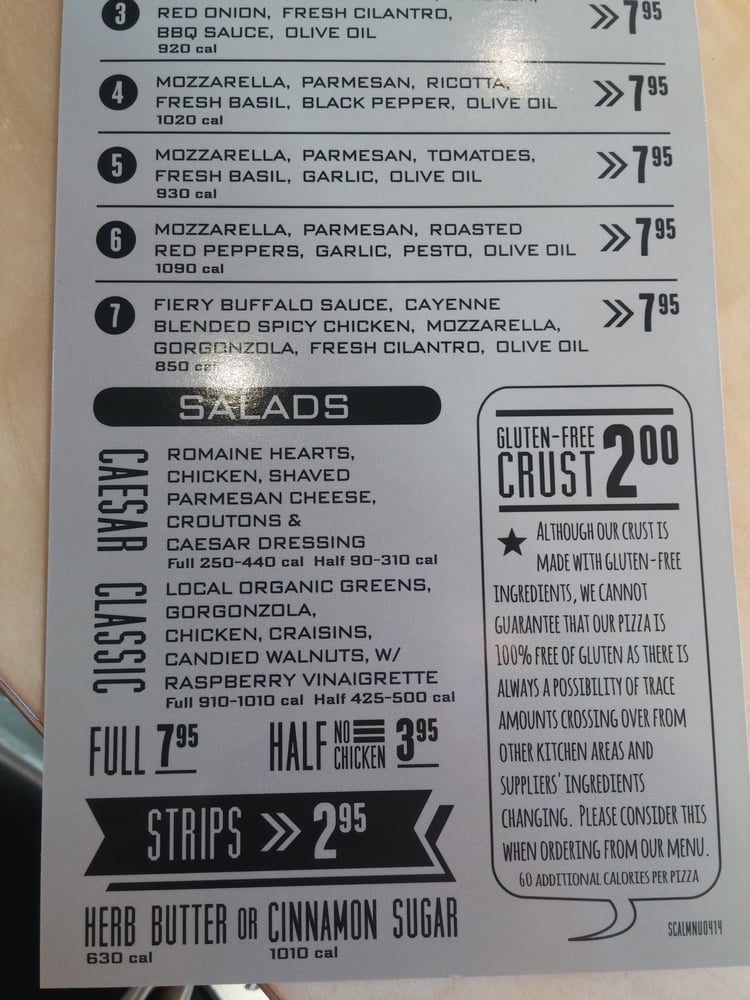 3 RED ONION, FRESH CILANTRO, »7.95
BBQ SAUCE, OLIVE OIL
920 cal
4 MOZZARELLA, PARMESAN, RICOTTA, »7.95
FRESH BASIL, BLACK PEPPER, OLIVE OIL
1020 cal
5 MOZZARELLA, PARMESAN, TOMATOES, »7.95
FRESH BASIL, GARLIC, OLIVE OIL
930 cal
6 MOZZARELLA, PARMESAN, ROASTED »7.95
RED PEPPERS, GARLIC, PESTO, OLIVE OIL
1090 cal
7 FIERY BUFFALO SAUCE, CAYENNE »7.95
BLENDED SPICY CHICKEN, MOZZARELLA,
GORGONZOLA, FRESH CILANTRO, OLIVE OIL
850 cal
SALADS
CAESAR
ROMAINE HEARTS,
CHICKEN, SHAVED
PARMESAN CHEESE,
CROUTONS &
CAESAR DRESSING
Full 250-440 cal Half 90-310 cal
CLASSIC
LOCAL ORGANIC GREENS,
GORGONZOLA,
CHICKEN, CRAISINS,
CANDIED WALNUTS, W/
RASPBERRY VINAIGRETTE
Full 910-1010 cal Half 425-500 cal
FULL 7.95 HALF NO CHICKEN 3.95
STRIPS » 2.95
HERB BUTTER OR CINNAMON SUGAR
630 cal 1010 cal
GLUTEN-FREE
CRUST 2.00
★ ALTHOUGH OUR CRUST IS
MADE WITH GLUTEN-FREE
INGREDIENTS, WE CANNOT
GUARANTEE THAT OUR PIZZA IS
100% FREE OF GLUTEN AS THERE IS
ALWAYS A POSSIBILITY OF TRACE
AMOUNTS CROSSING OVER FROM
OTHER KITCHEN AREAS AND
SUPPLIERS' INGREDIENTS
CHANGING. PLEASE CONSIDER THIS
WHEN ORDERING FROM OUR MENU.
60 ADDITIONAL CALORIES PER PIZZA
SCALMNU0414